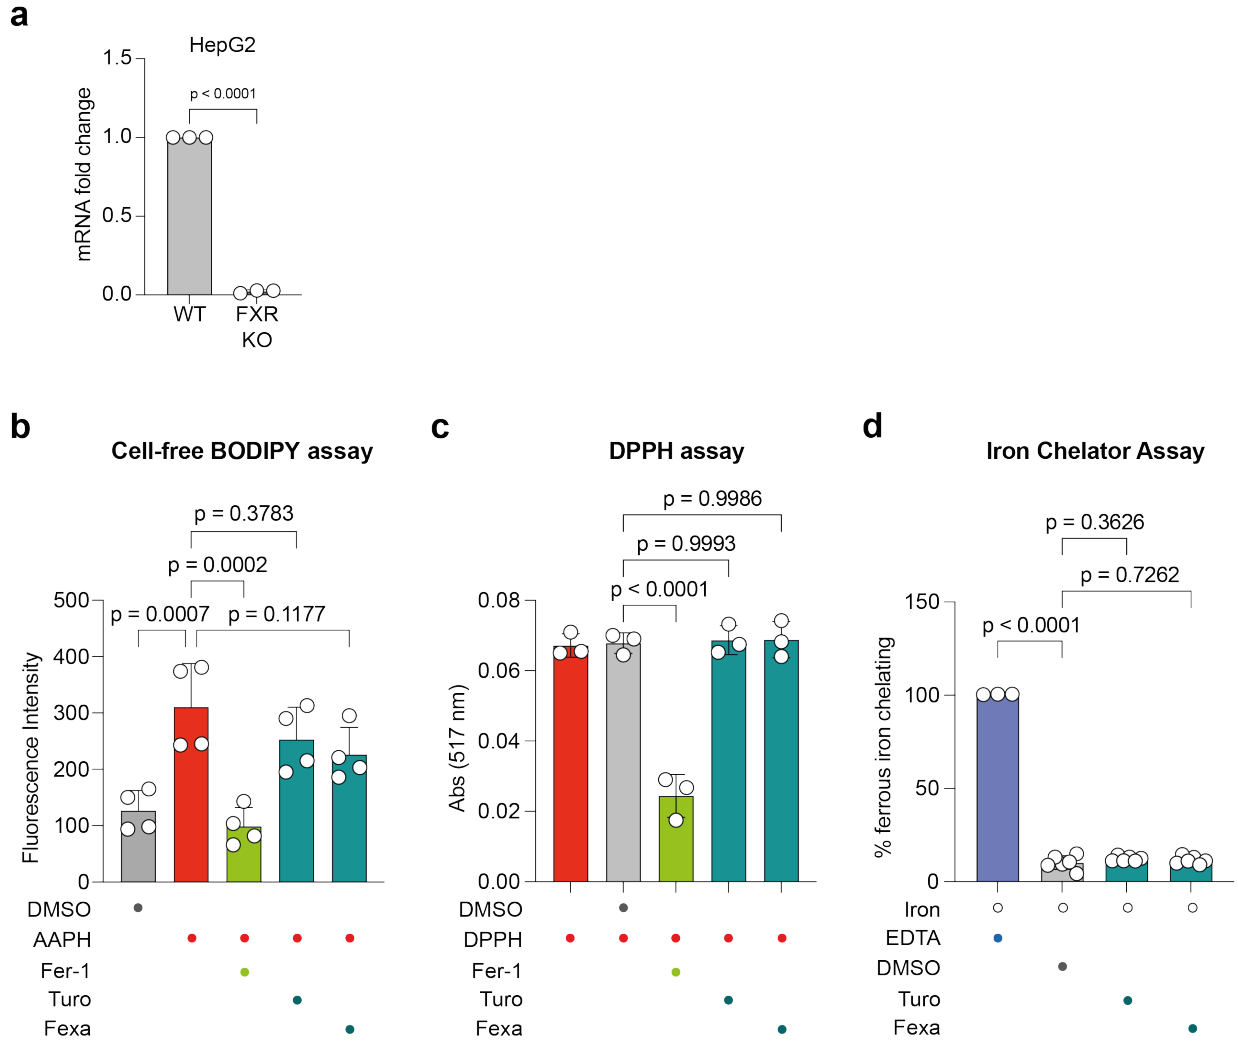 a
HepG2
1.5
p < 0.0001
1.0
mRNA fold change
0.5
0.0
WT
FXR
KO
b
Cell-free BODIPY assay
p = 0.3783
p = 0.0002
p = 0.0007
p = 0.1177
500
400
300
200
100
0
Fluorescence Intensity
DMSO
AAPH
Fer-1
Turo
Fexa
c
DPPH assay
p = 0.9986
p = 0.9993
p < 0.0001
0.08
0.06
0.04
0.02
0.00
Abs (517 nm)
DMSO
DPPH
Fer-1
Turo
Fexa
d
Iron Chelator Assay
p = 0.3626
p = 0.7262
p < 0.0001
150
100
50
0
% ferrous iron chelating
Iron
EDTA
DMSO
Turo
Fexa